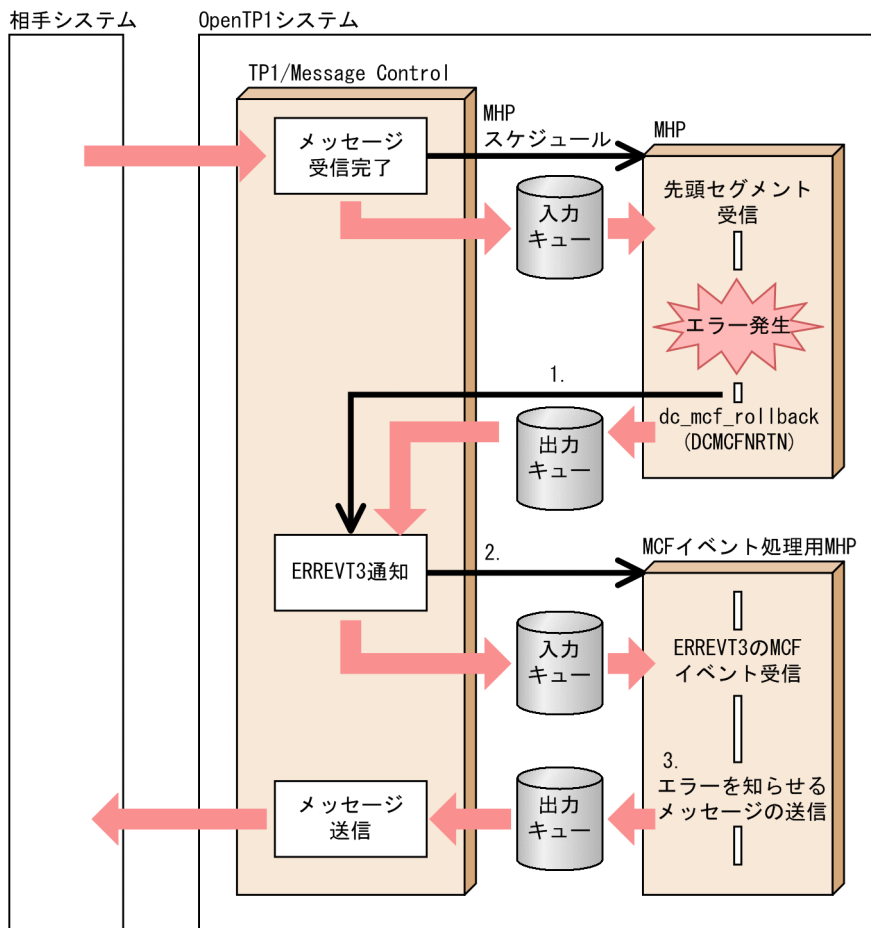 相手システム
OpenTP1システム
TP1/Message Control
メッセージ
受信完了
MHP
スケジュール
MHP
入力
キュー
先頭セグメント
受信
エラー発生
1.
dc_mcf_rollback
(DCMCFNRTN)
出力
キュー
ERREVT3通知
2.
MCFイベント処理用MHP
入力
キュー
ERREVT3のMCF
イベント受信
3.
エラーを知らせる
メッセージの送信
出力
キュー
メッセージ
送信